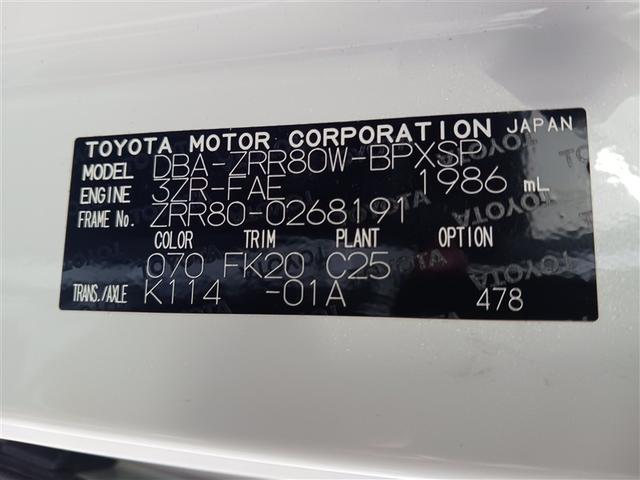 TOYOTA MOTOR CORPORATION JAPAN
MODEL DBA-ZRR80W-BPXSP
ENGINE 3ZR-FAE 1986 mL
FRAME No. ZRR80-0268191
COLOR TRIM PLANT OPTION
070 FK20 C25
TRANS./AXLE K114 -01A 478